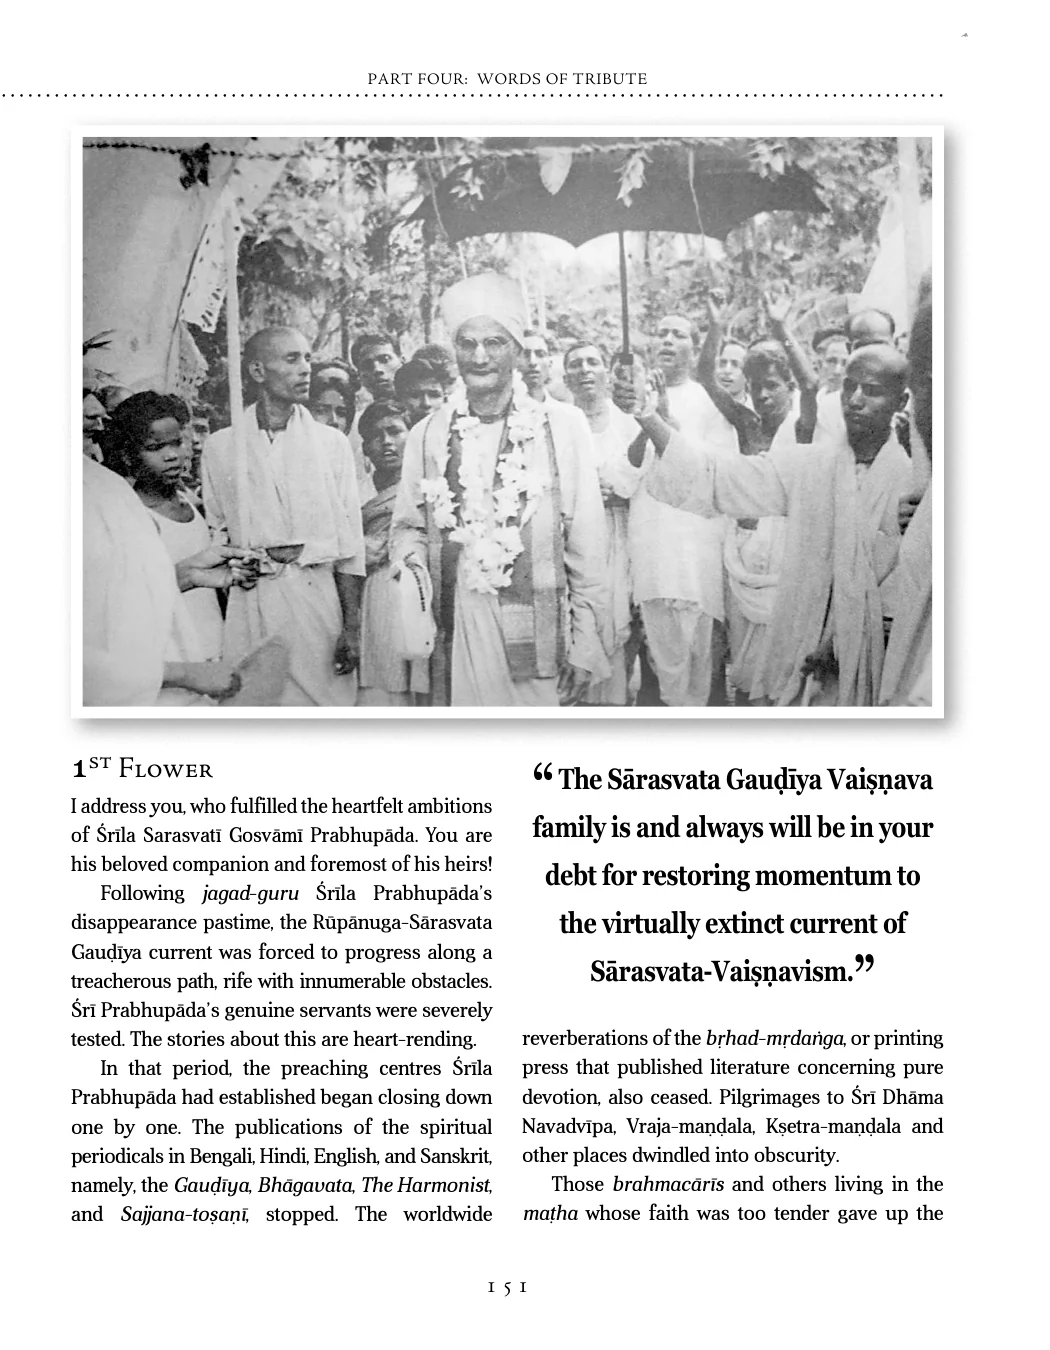 PART FOUR: WORDS OF TRIBUTE
1ST FLOWER
I address you, who fulfilled the heartfelt ambitions
of Śrīla Sarasvatī Gosvāmī Prabhupāda. You are
his beloved companion and foremost of his heirs!
Following jagad-guru Śrīla Prabhupāda’s
disappearance pastime, the Rūpānuga-Sārasvata
Gauḍīya current was forced to progress along a
treacherous path, rife with innumerable obstacles.
Śrī Prabhupāda’s genuine servants were severely
tested. The stories about this are heart-rending.
In that period, the preaching centres Śrīla
Prabhupāda had established began closing down
one by one. The publications of the spiritual
periodicals in Bengali, Hindi, English, and Sanskrit,
namely, the Gauḍīya, Bhāgavata, The Harmonist,
and Sajjana-toṣaṇī, stopped. The worldwide
“The Sārasvata Gauḍīya Vaiṣṇava
family is and always will be in your
debt for restoring momentum to
the virtually extinct current of
Sārasvata-Vaiṣṇavism.”
reverberations of the bṛhad-mṛdaṅga, or printing
press that published literature concerning pure
devotion, also ceased. Pilgrimages to Śrī Dhāma
Navadvīpa, Vraja-maṇḍala, Kṣetra-maṇḍala and
other places dwindled into obscurity.
Those brahmacārīs and others living in the
maṭha whose faith was too tender gave up the
151